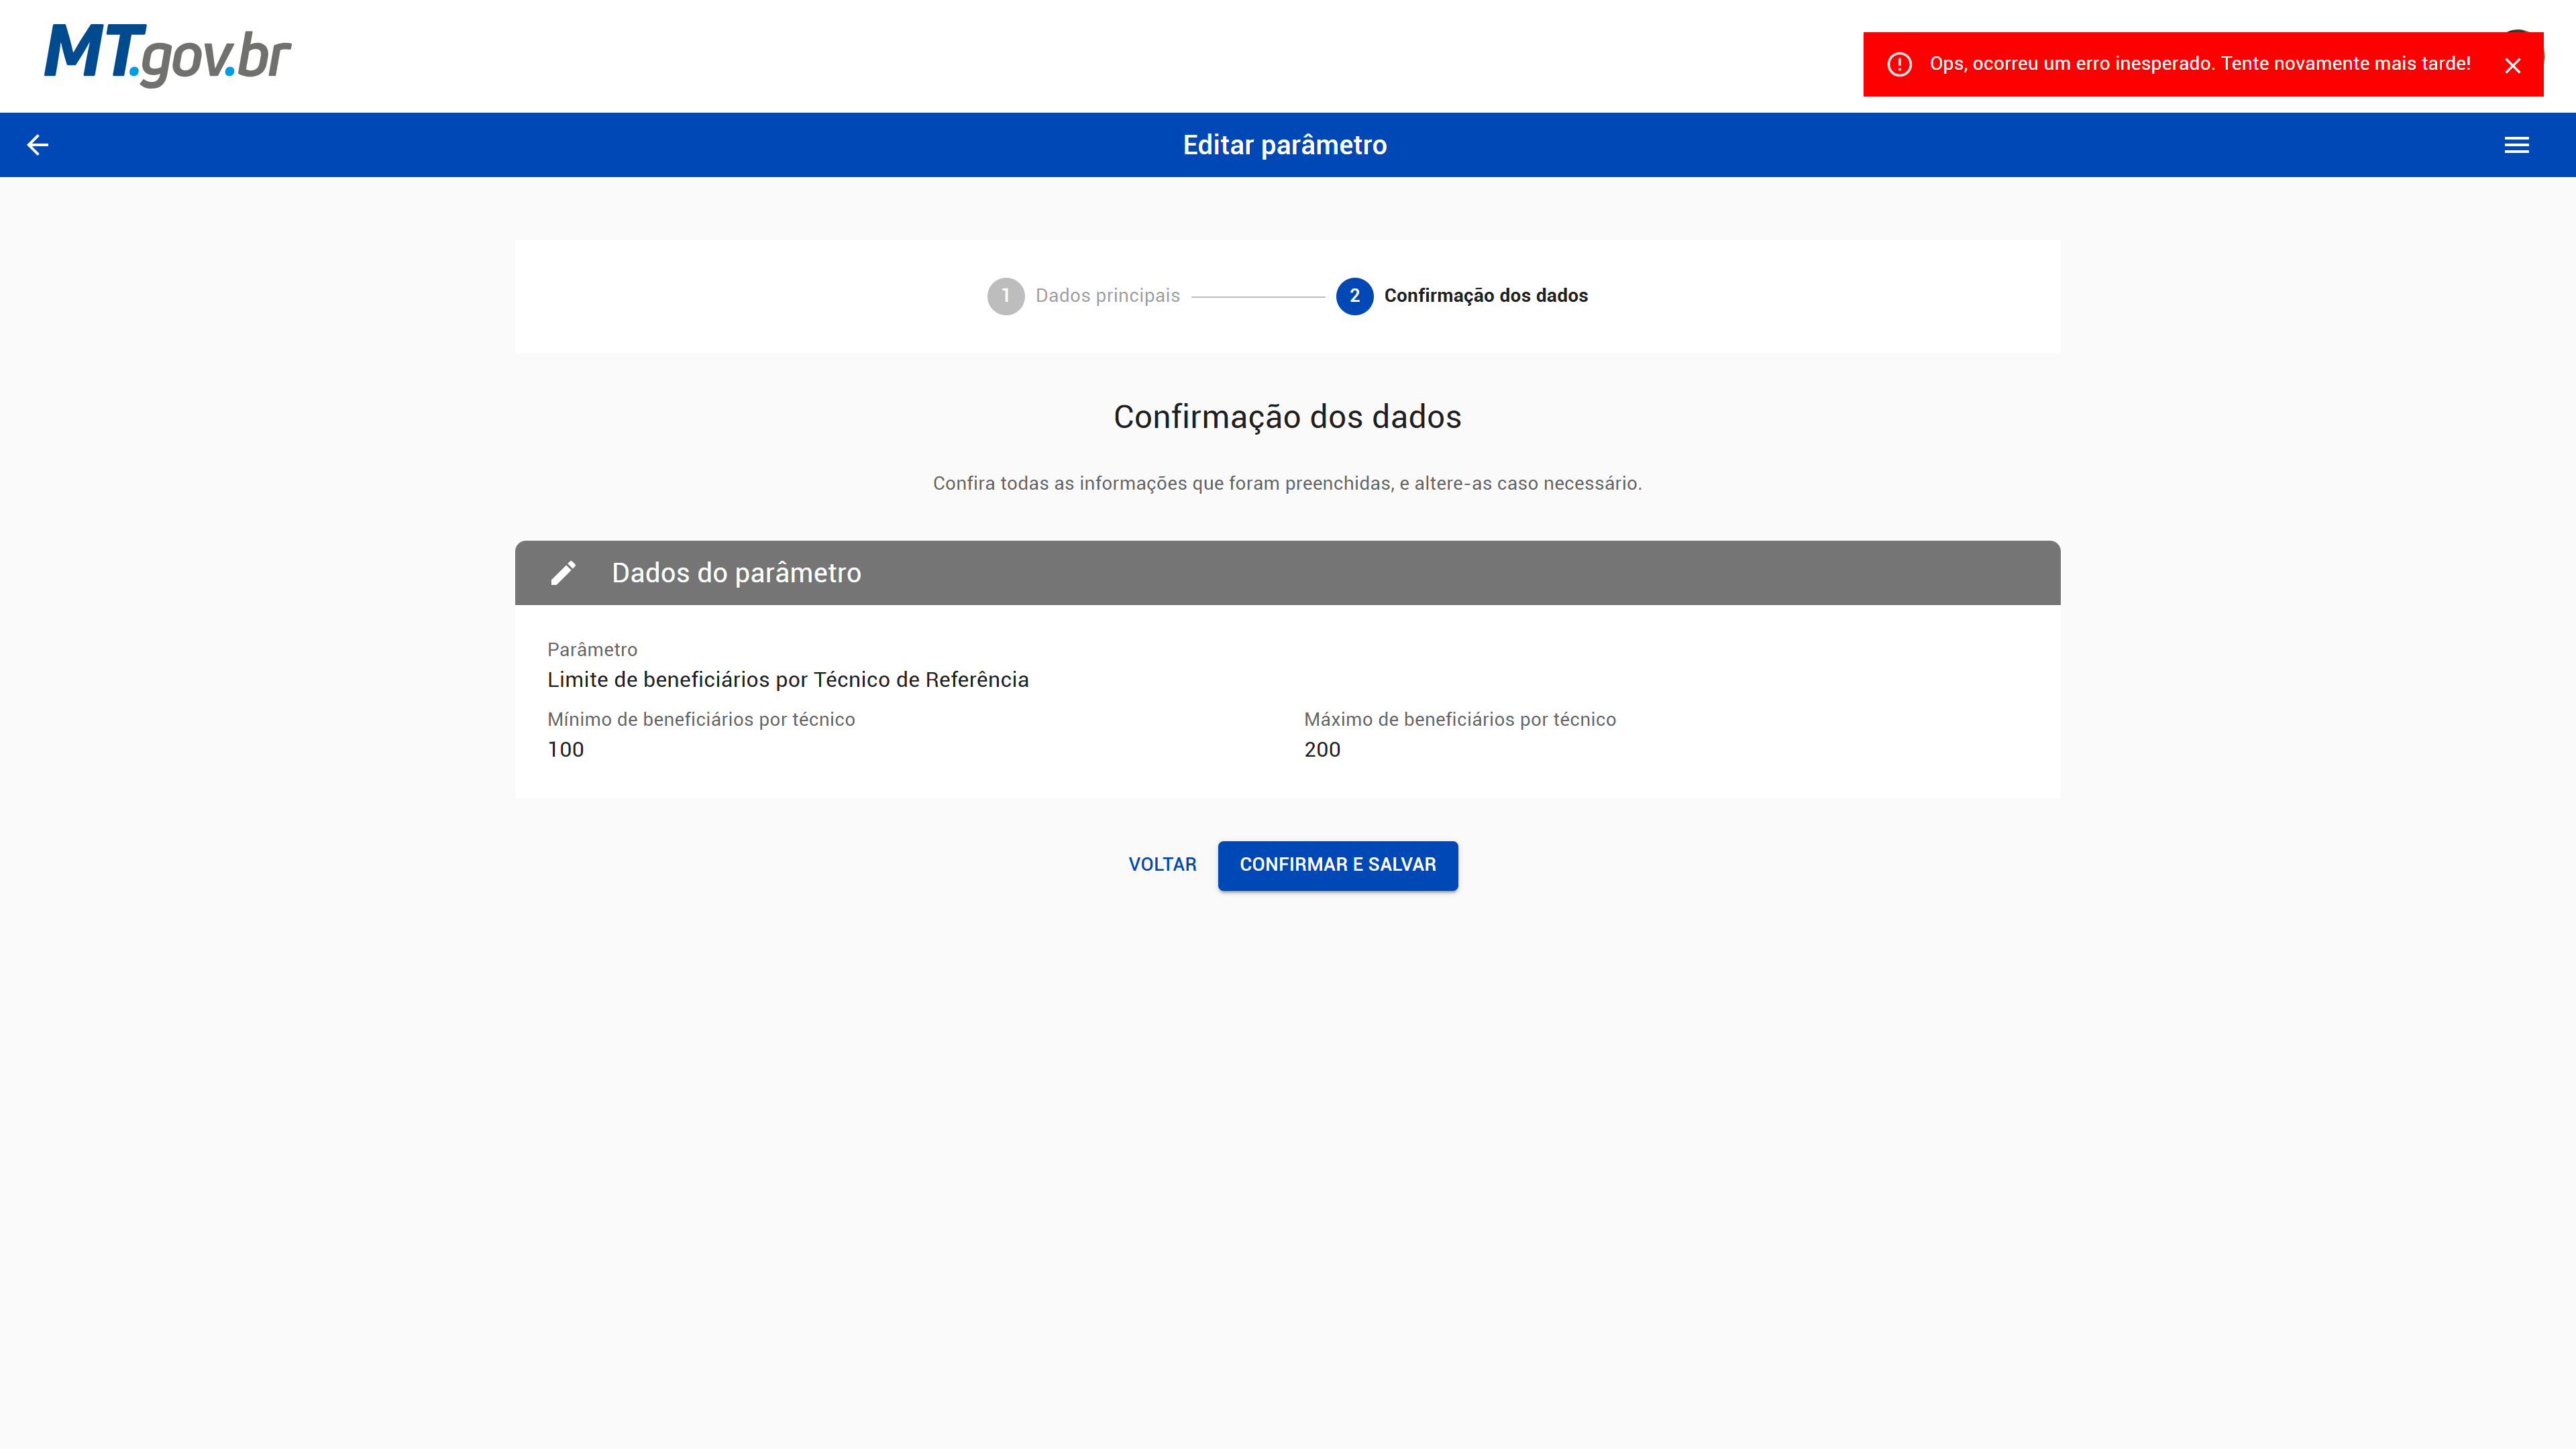 MT.gov.br
Ops, ocorreu um erro inesperado. Tente novamente mais tarde!
Editar parâmetro
1 Dados principais 2 Confirmação dos dados
Confirmação dos dados
Confira todas as informações que foram preenchidas, e altere-as caso necessário.
Dados do parâmetro
Parâmetro
Limite de beneficiários por Técnico de Referência
Mínimo de beneficiários por técnico Máximo de beneficiários por técnico
100 200
VOLTAR CONFIRMAR E SALVAR